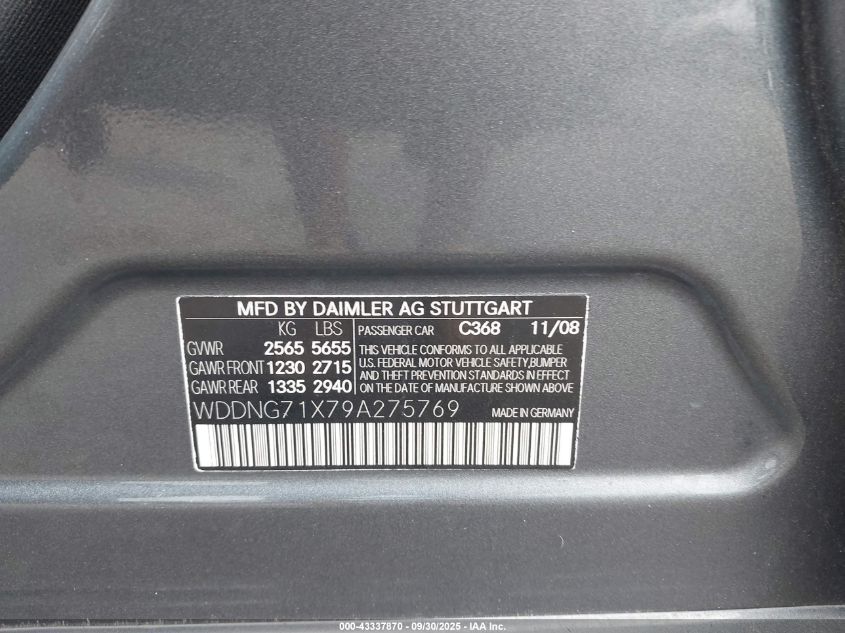 MFD BY DAIMLER AG STUTTGART
KG LBS PASSENGER CAR C368 11/08
GVWR 2565 5655
GAWR FRONT 1230 2715
GAWR REAR 1335 2940
THIS VEHICLE CONFORMS TO ALL APPLICABLE
U.S. FEDERAL MOTOR VEHICLE SAFETY,BUMPER
AND THEFT PREVENTION STANDARDS IN EFFECT
ON THE DATE OF MANUFACTURE SHOWN ABOVE
WDDNG71X79A275769 MADE IN GERMANY
000-43337870 - 09/30/2025 - IAA Inc.